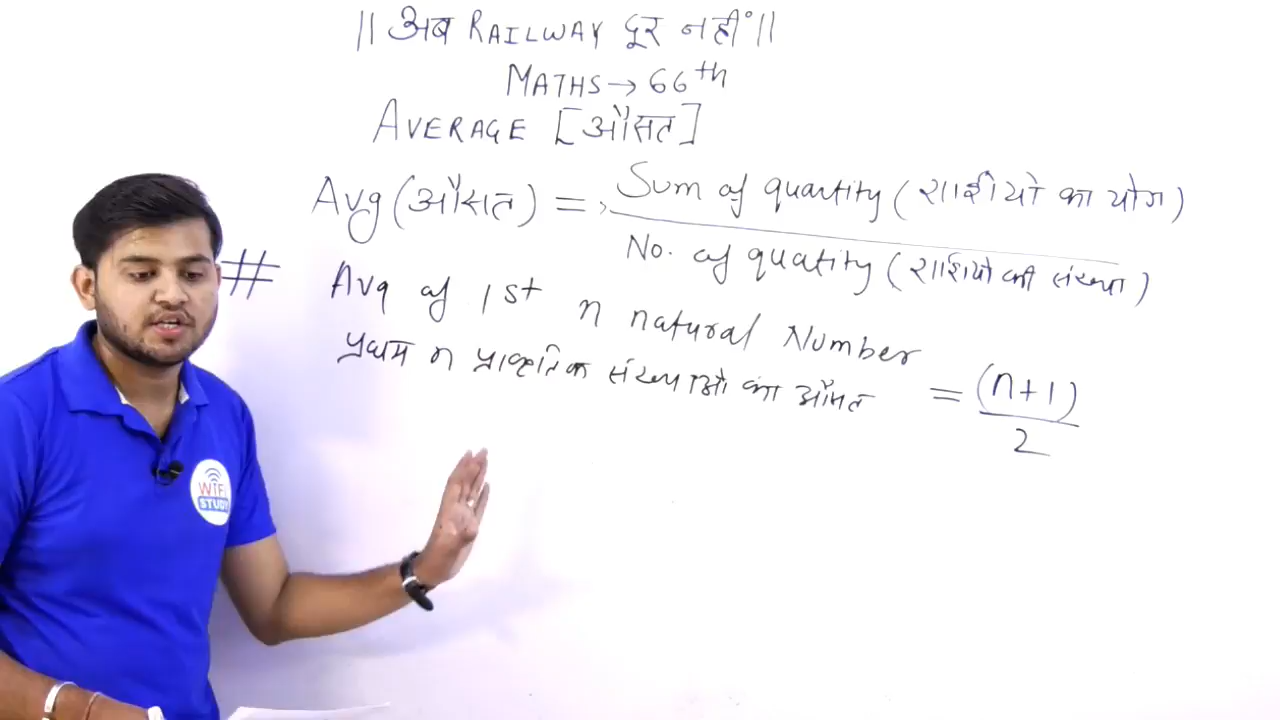 || अब RAILWAY दूर नहीं ||
MATHS → 66th
AVERAGE [औसत]
Avg (औसत) = Sum of quantity (राशीयो का योग)
No. of quatity (राशियो की संख्या)
# Avg of 1st n natural Number
प्रथम n प्राकृतिक संख्याओ का औसत = (n+1)
2
WiFi
STUDY